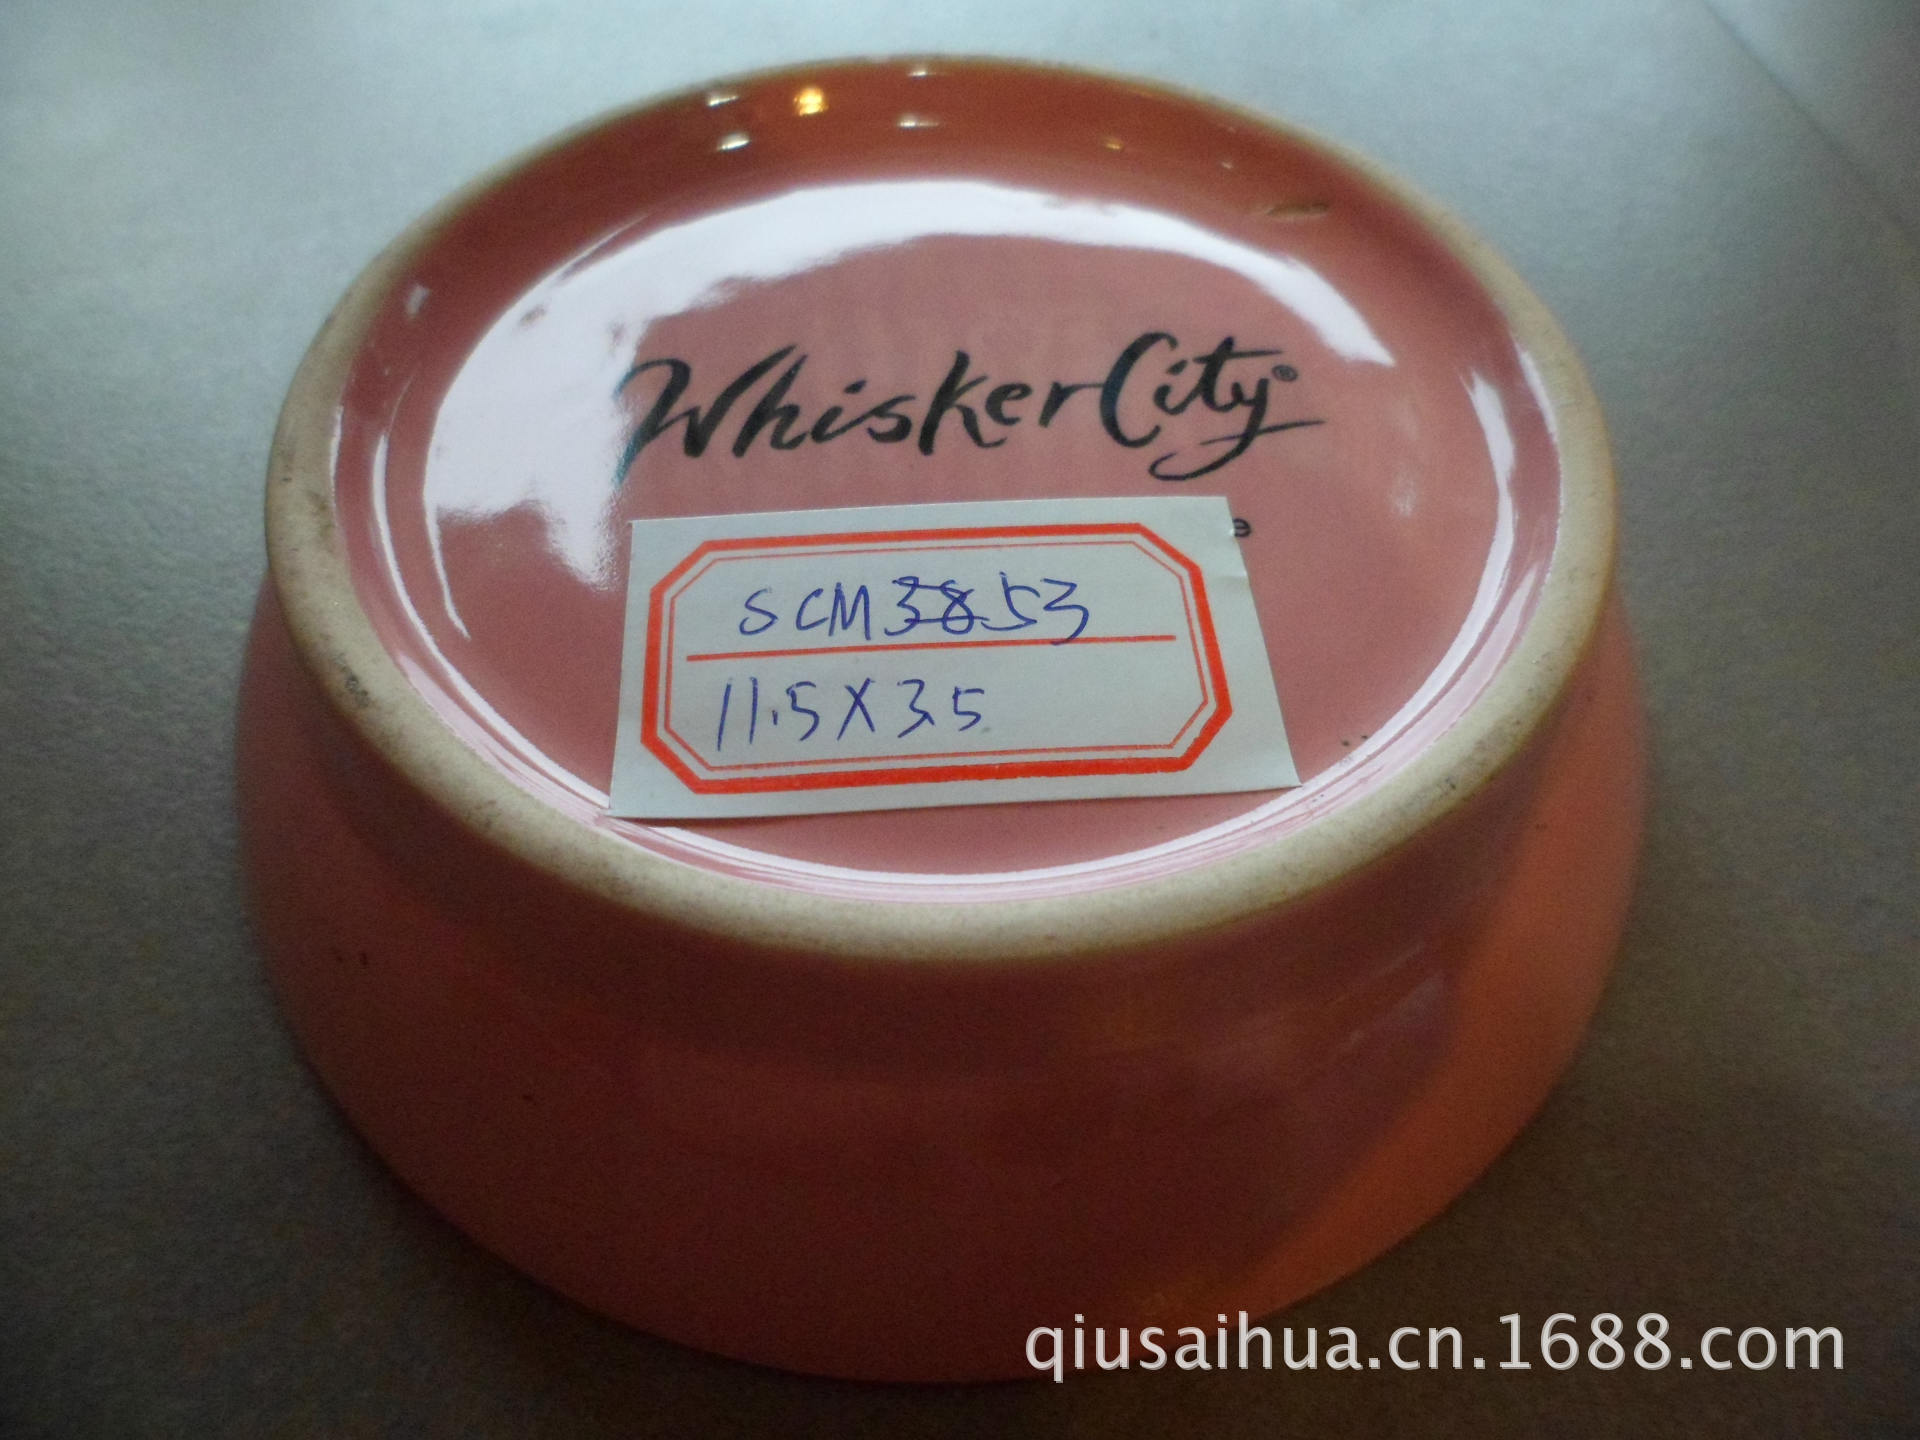 WhiskerCity®
e
SCM3853
11.5X3.5
qiusaihua.cn.1688.com